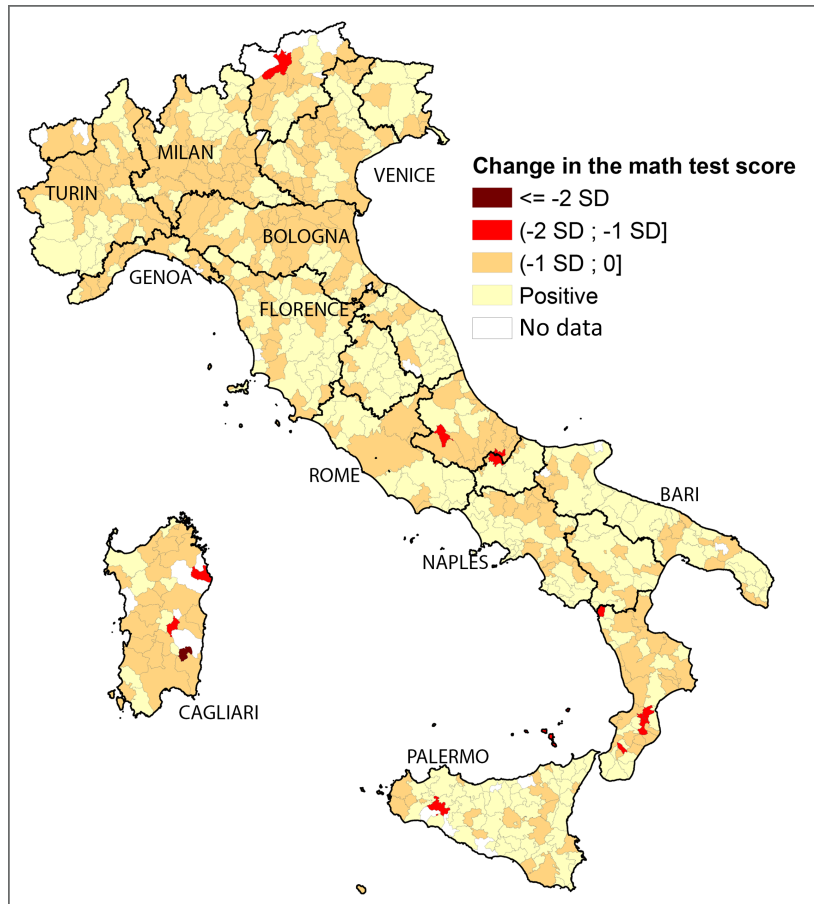 MILAN
TURIN
VENICE
BOLOGNA
GENOA
FLORENCE
ROME
BARI
NAPLES
CAGLIARI
PALERMO
Change in the math test score
<= -2 SD
(-2 SD ; -1 SD]
(-1 SD ; 0]
Positive
No data